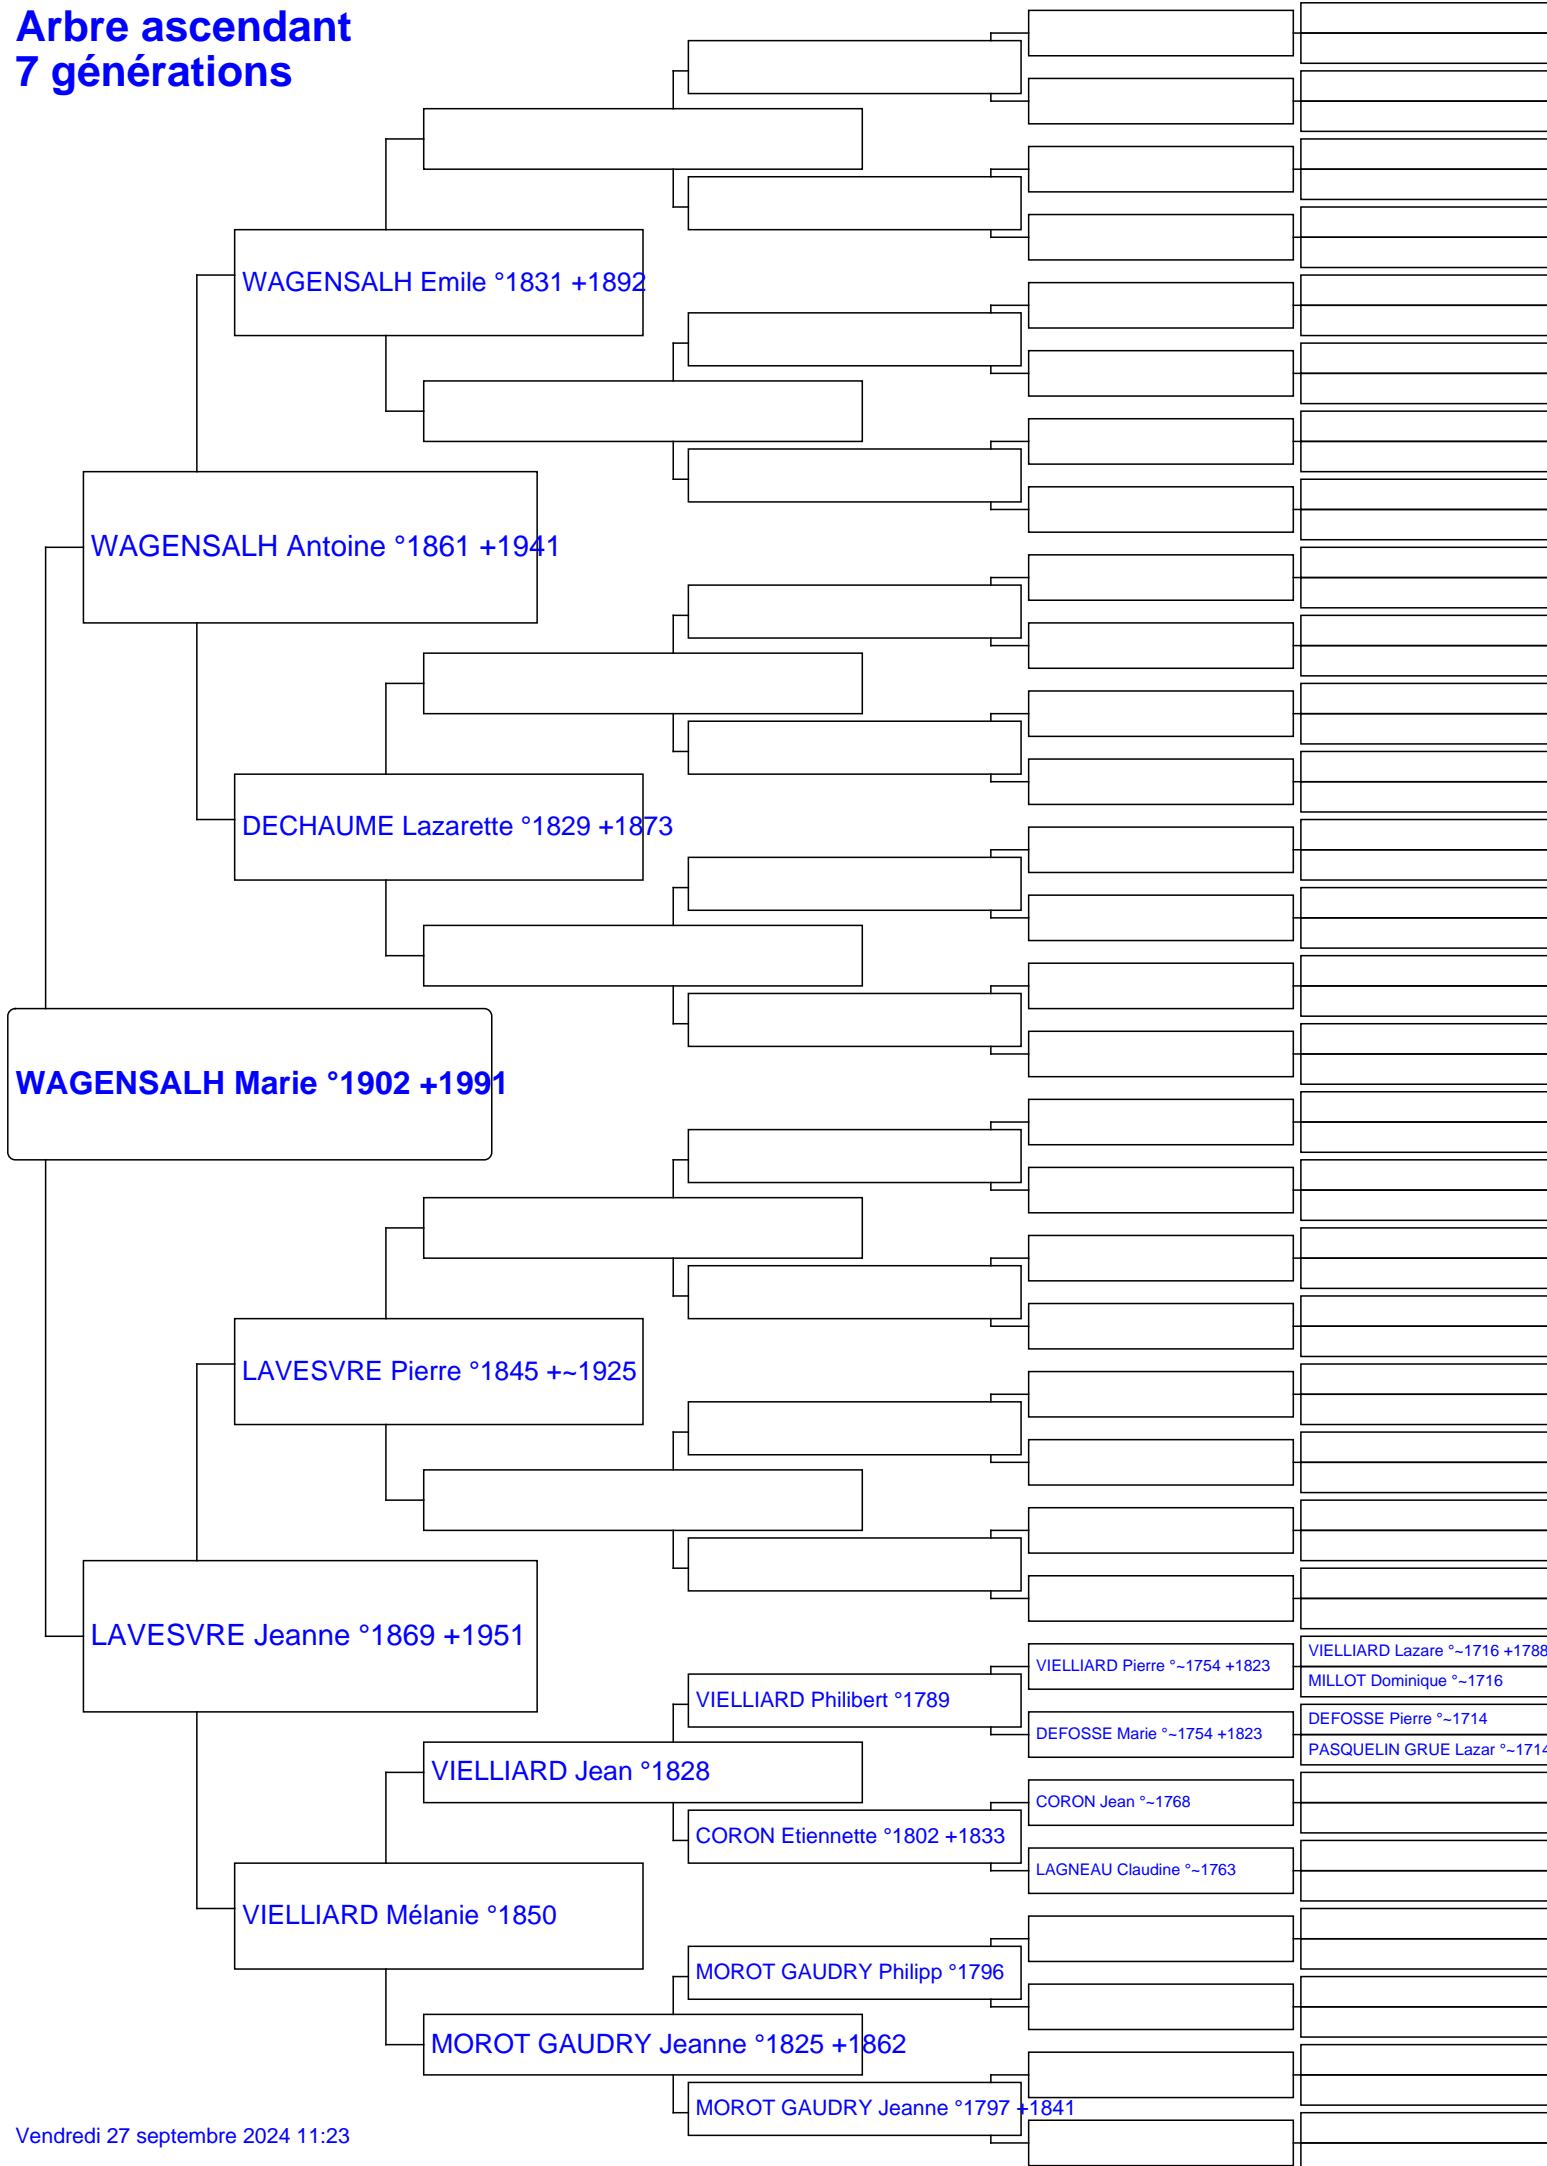 Arbre ascendant
7 générations
WAGENSALH Emile °1831 +1892
WAGENSALH Antoine °1861 +1941
DECHAUME Lazarette °1829 +1873
WAGENSALH Marie °1902 +1991
LAVESVRE Pierre °1845 +~1925
LAVESVRE Jeanne °1869 +1951
VIELLIARD Lazare °~1716 +1788
VIELLIARD Pierre °~1754 +1823
MILLOT Dominique °~1716
VIELLIARD Philibert °1789
DEFOSSE Pierre °~1714
DEFOSSE Marie °~1754 +1823
PASQUELIN GRUE Lazar °~1714
VIELLIARD Jean °1828
CORON Jean °~1768
CORON Etiennette °1802 +1833
LAGNEAU Claudine °~1763
VIELLIARD Mélanie °1850
MOROT GAUDRY Philipp °1796
MOROT GAUDRY Jeanne °1825 +1862
MOROT GAUDRY Jeanne °1797 +1841
Vendredi 27 septembre 2024 11:23